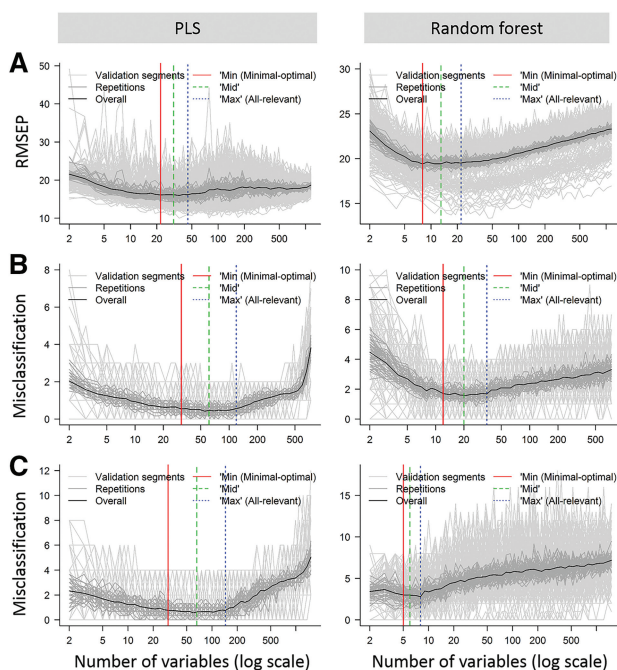 PLS Random forest
A
Validation segments 'Min (Minimal-optimal)
Repetitions 'Mid'
Overall 'Max' (All-relevant)
RMSEP
50
40
30
20
10
2 5 10 20 50 100 200 500
Validation segments 'Min (Minimal-optimal)
Repetitions 'Mid'
Overall 'Max' (All-relevant)
30
25
20
15
2 5 10 20 50 100 200 500
B
Validation segments 'Min' (Minimal-optimal)
Repetitions 'Mid'
Overall 'Max' (All-relevant)
Misclassification
8
6
4
2
0
2 5 10 20 50 100 200 500
Validation segments 'Min' (Minimal-optimal)
Repetitions 'Mid'
Overall 'Max' (All-relevant)
10
8
6
4
2
0
2 5 10 20 50 100 200 500
C
Validation segments 'Min' (Minimal-optimal)
Repetitions 'Mid'
Overall 'Max' (All-relevant)
Misclassification
12
10
8
6
4
2
0
2 5 10 20 50 100 200 500
Validation segments 'Min' (Minimal-optimal)
Repetitions 'Mid'
Overall 'Max' (All-relevant)
15
10
5
0
2 5 10 20 50 100 200 500
Number of variables (log scale) Number of variables (log scale)